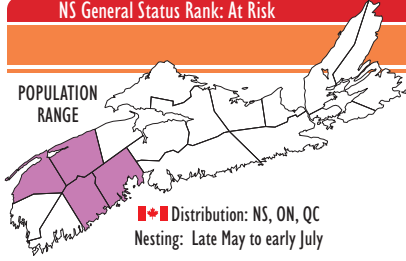 NS General Status Rank: At Risk
POPULATION
RANGE
Distribution: NS, ON, QC
Nesting: Late May to early July